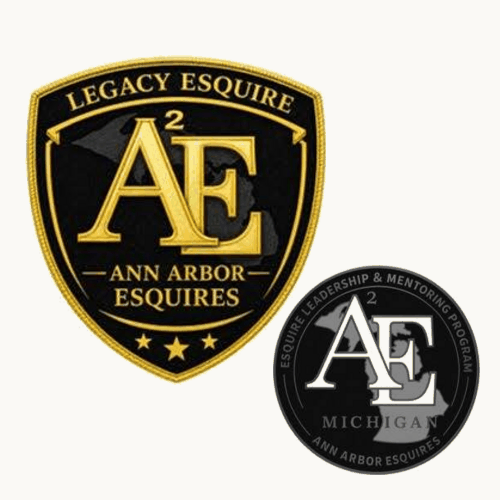 LEGACY ESQUIRE
A²E
—ANN ARBOR—
ESQUIRES
ESQUIRE LEADERSHIP & MENTORING PROGRAM
A²E
MICHIGAN
ANN ARBOR ESQUIRES